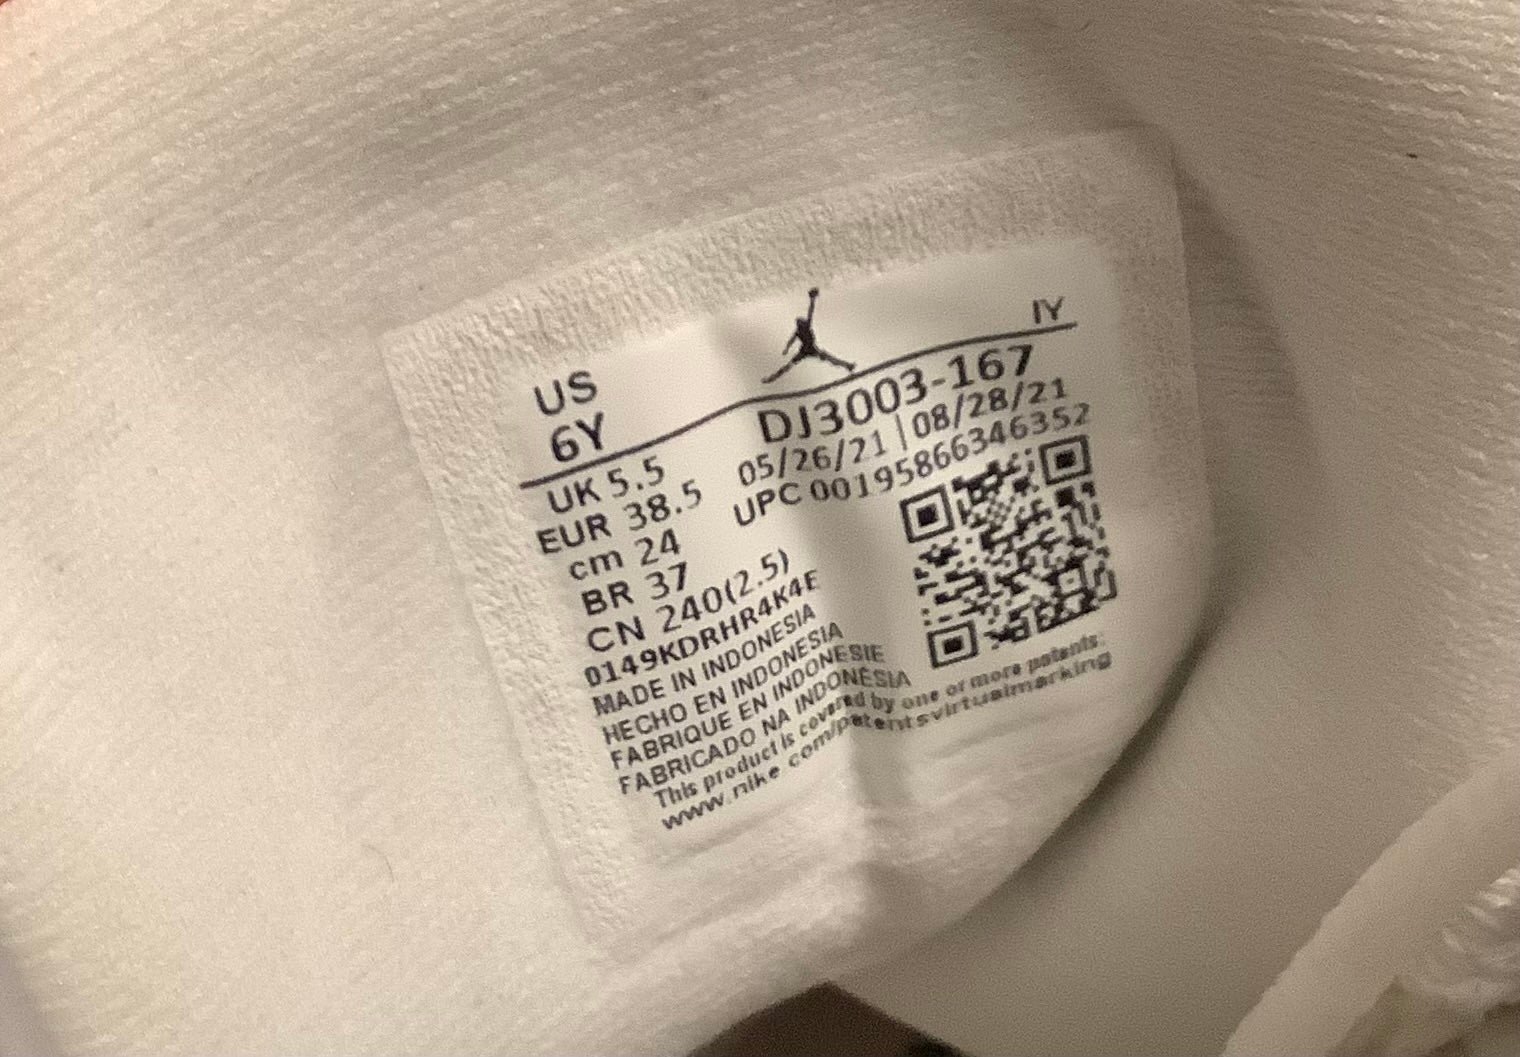 US
6Y
IY
DJ3003-167
05/26/21 | 08/28/21
UPC 00195866346352
UK 5.5
EUR 38.5
cm 24
BR 37
CN 240(2.5)
0149KDRHR4K4E
MADE IN INDONESIA
HECHO EN INDONESIA
FABRIQUE EN INDONESIE
FABRICADO NA INDONÉSIA
This product is covered by one or more patents:
www.nike.com/patentsvirtualmarking